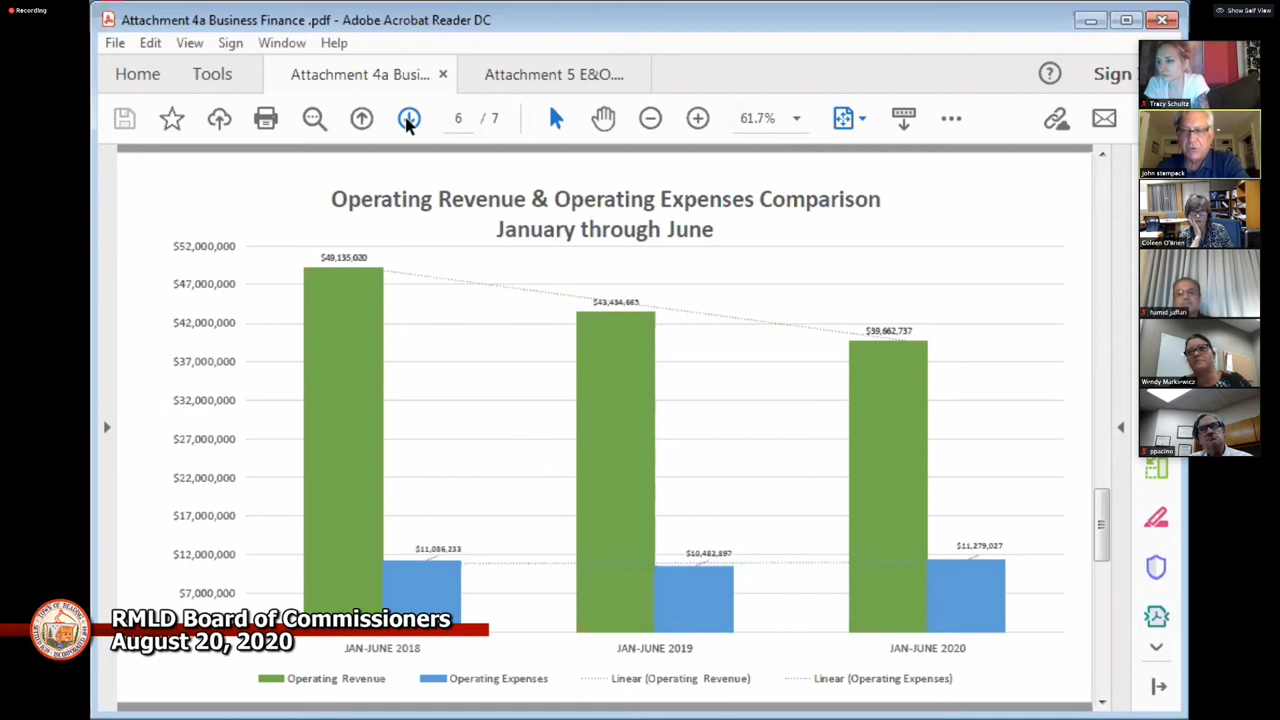 Recording
Show Self View
Attachment 4a Business Finance .pdf - Adobe Acrobat Reader DC
File Edit View Sign Window Help
Home Tools Attachment 4a Busi... Attachment 5 E&O.... Sign
6 / 7 61.7%
Operating Revenue & Operating Expenses Comparison
January through June
$52,000,000
$47,000,000
$42,000,000
$37,000,000
$32,000,000
$27,000,000
$22,000,000
$17,000,000
$12,000,000
$7,000,000
$49,135,020
$43,434,665
$39,662,737
$11,086,233
$10,482,897
$11,279,027
JAN-JUNE 2018 JAN-JUNE 2019 JAN-JUNE 2020
Operating Revenue Operating Expenses Linear (Operating Revenue) Linear (Operating Expenses)
Tracy Schultz
john stempeck
Coleen O'Brien
hamid jaffari
Wendy Markiewicz
ppacino
RMLD Board of Commissioners
August 20, 2020